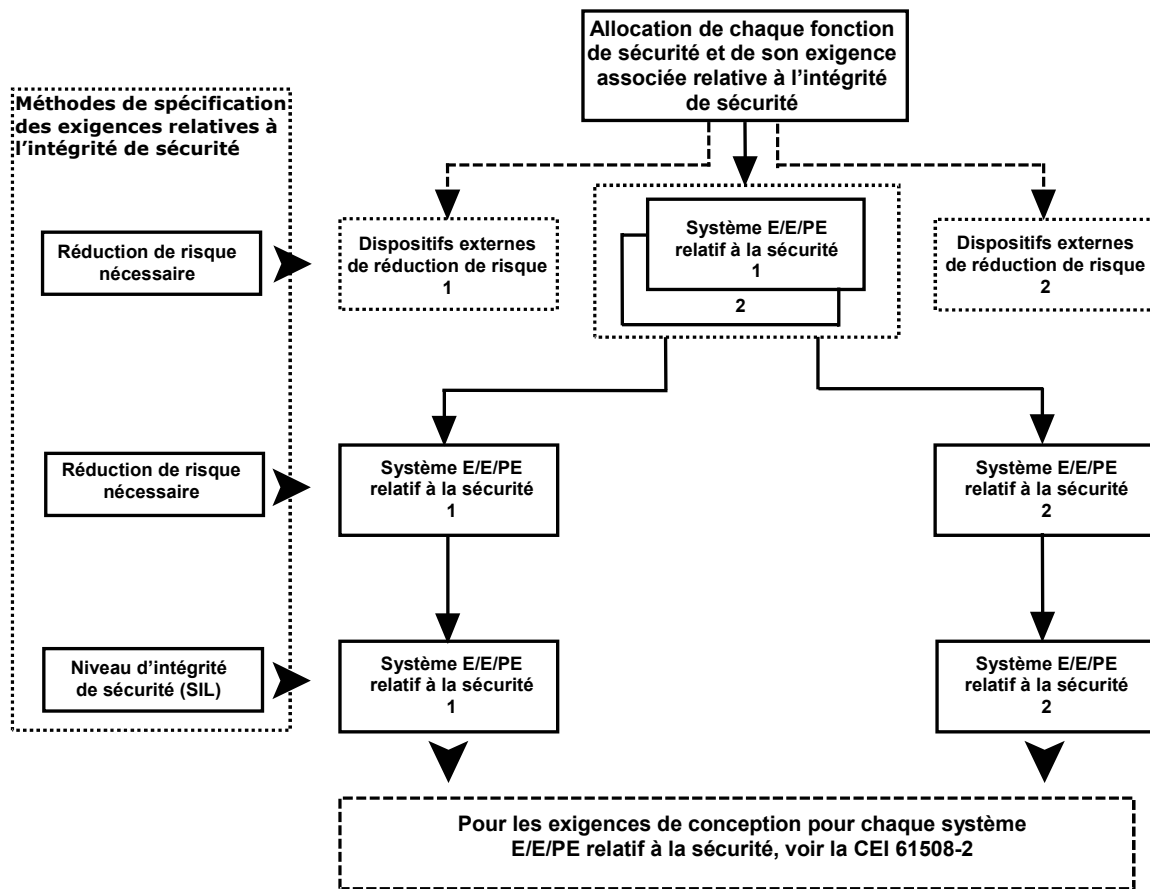 Allocation de chaque fonction
de sécurité et de son exigence
associée relative à l'intégrité
de sécurité
Méthodes de spécification
des exigences relatives à
l'intégrité de sécurité
Réduction de risque
nécessaire
Dispositifs externes
de réduction de risque
1
Système E/E/PE
relatif à la sécurité
1
2
Dispositifs externes
de réduction de risque
2
Réduction de risque
nécessaire
Système E/E/PE
relatif à la sécurité
1
Système E/E/PE
relatif à la sécurité
2
Niveau d'intégrité
de sécurité (SIL)
Système E/E/PE
relatif à la sécurité
1
Système E/E/PE
relatif à la sécurité
2
Pour les exigences de conception pour chaque système
E/E/PE relatif à la sécurité, voir la CEI 61508-2